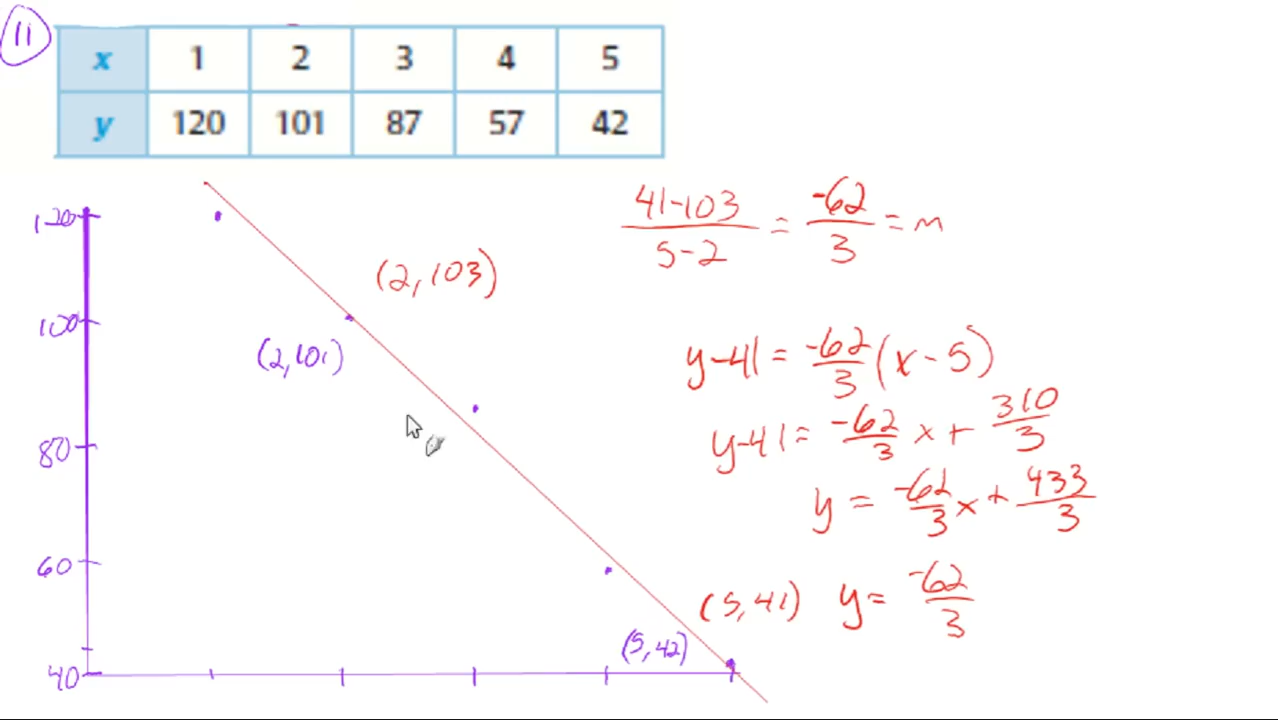 11
x 1 2 3 4 5
y 120 101 87 57 42
120
100
80
60
40
(2,103)
(2,101)
(5,41)
(5,42)
41-103/5-2 = -62/3 = m
y-41 = -62/3 (x-5)
y-41 = -62/3 x + 310/3
y = -62/3 x + 433/3
y = -62/3